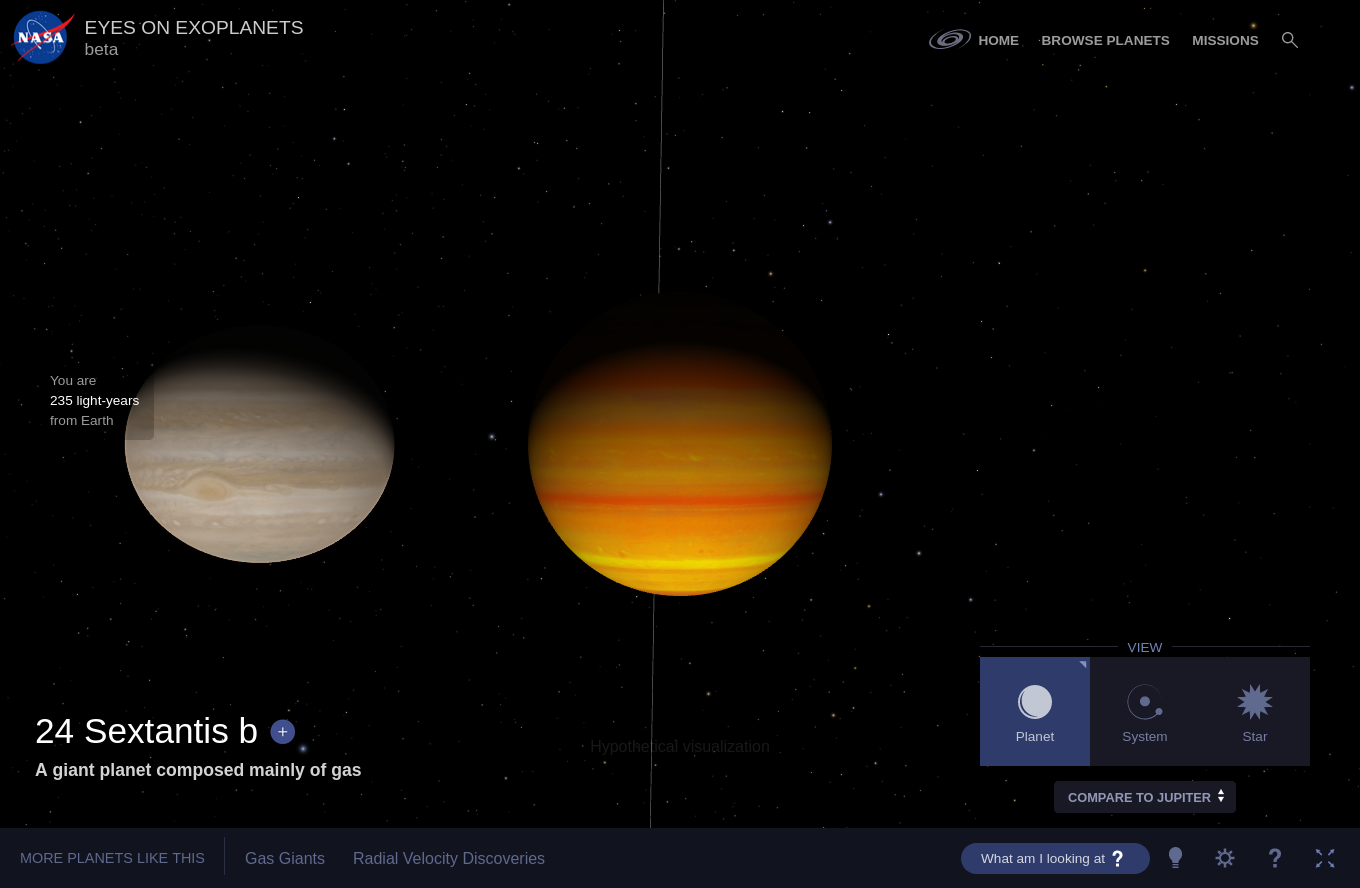 NASA
EYES ON EXOPLANETS
beta
HOME
BROWSE PLANETS
MISSIONS
You are
235 light-years
from Earth
VIEW
Planet
System
Star
24 Sextantis b +
A giant planet composed mainly of gas
Hypothetical visualization
COMPARE TO JUPITER
MORE PLANETS LIKE THIS
Gas Giants
Radial Velocity Discoveries
What am I looking at ?
?